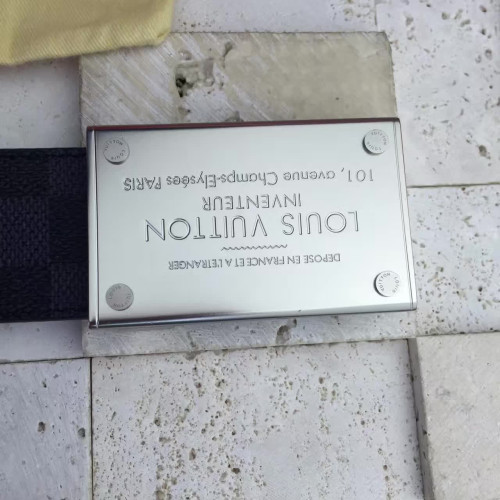 DEPOSE EN FRANCE ET A L'ETRANGER
LOUIS VUITTON
INVENTEUR
101, avenue Champs-Elysées PARIS